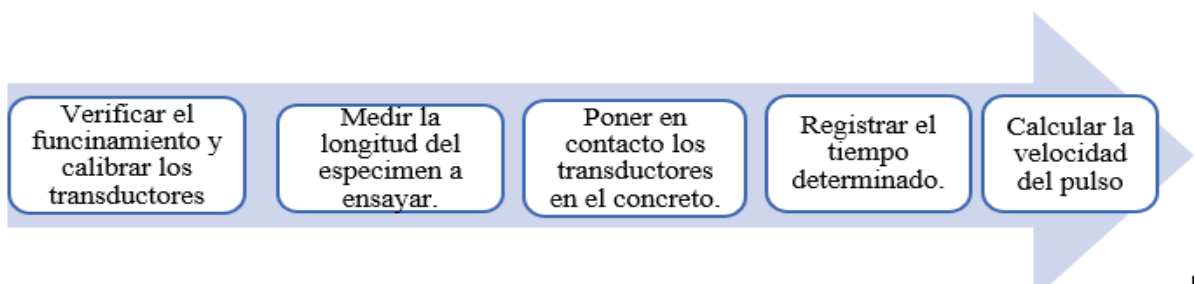 Verificar el
funcinamiento y
calibrar los
transductores
Medir la
longitud del
especimen a
ensayar.
Poner en
contacto los
transductores
en el concreto.
Registrar el
tiempo
determinado.
Calcular la
velocidad
del pulso